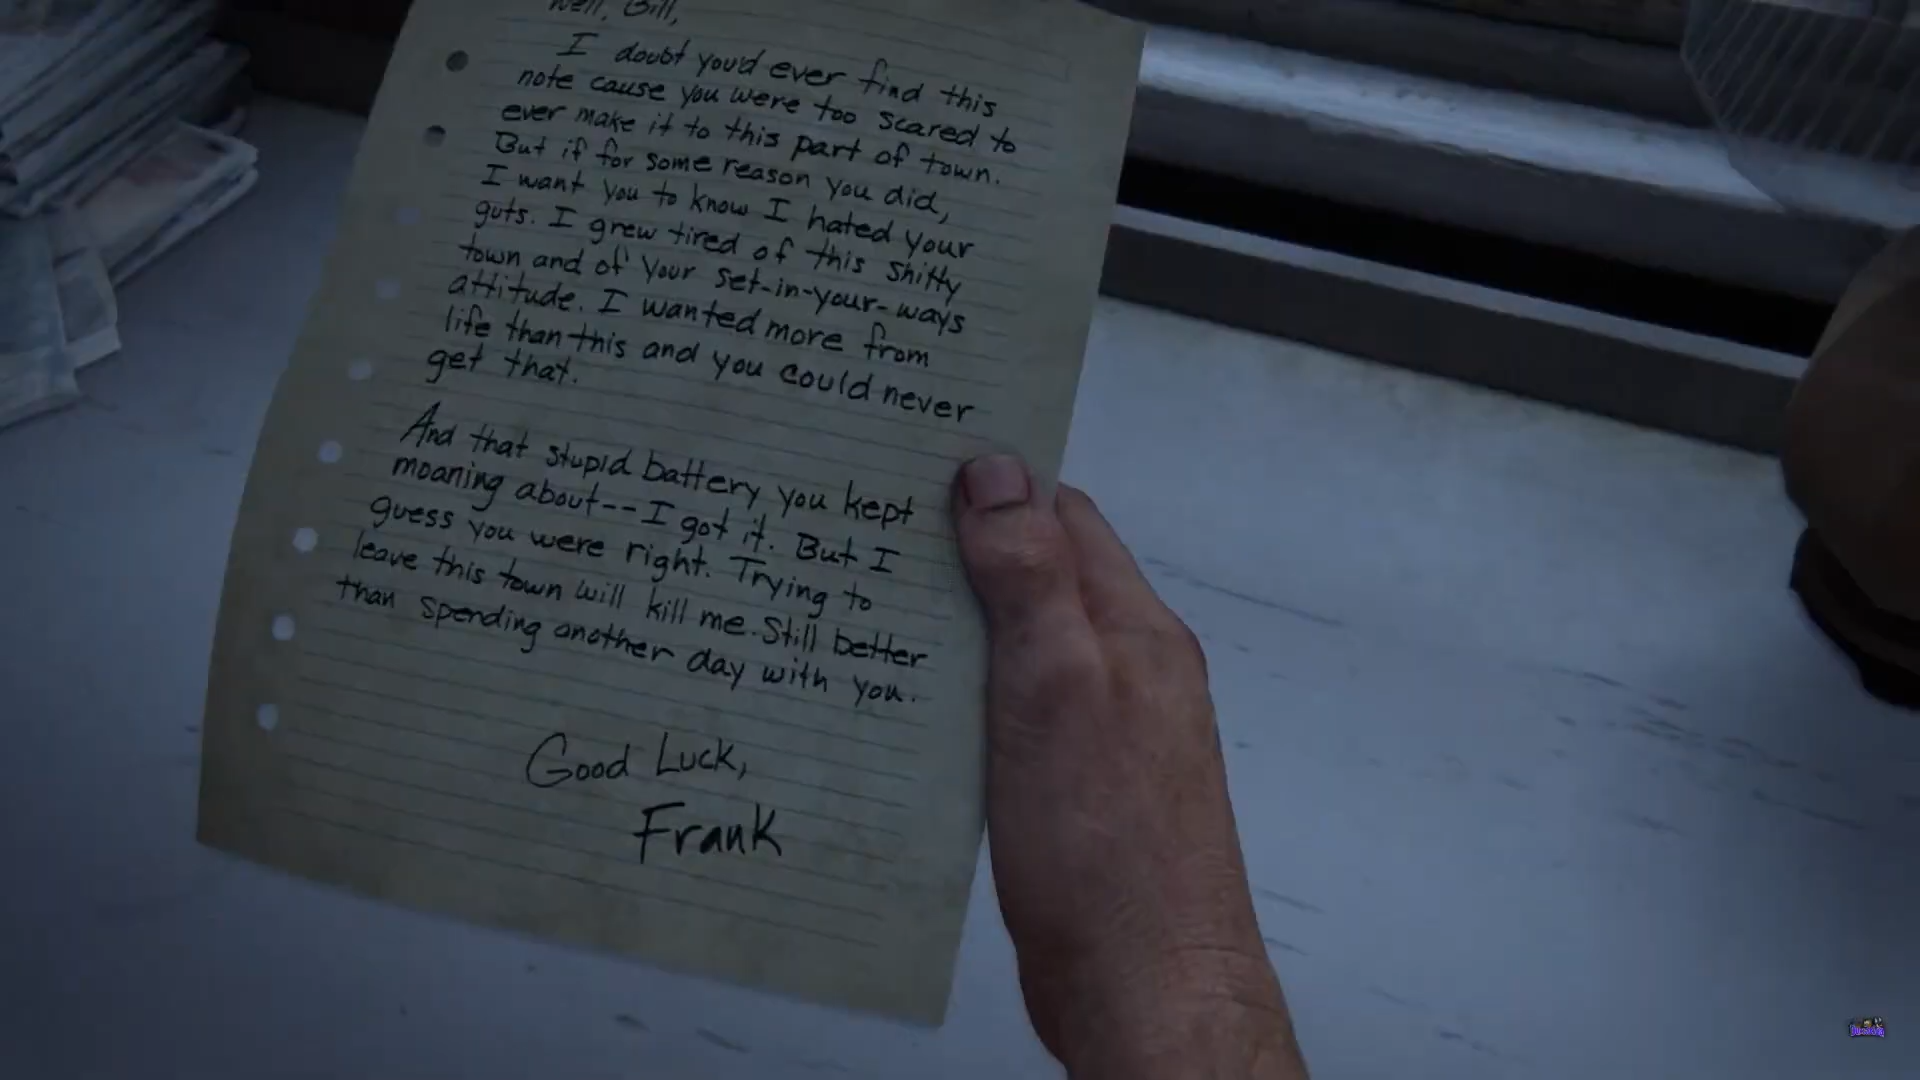 Well, Bill,
I doubt you'd ever find this
note cause you were too scared to
ever make it to this part of town.
But if for some reason you did,
I want you to know I hated your
guts. I grew tired of this shitty
town and of your set-in-your-ways
attitude. I wanted more from
life than this and you could never
get that.
And that stupid battery you kept
moaning about--I got it. But I
guess you were right. Trying to
leave this town will kill me. Still better
than spending another day with you.
Good Luck,
Frank